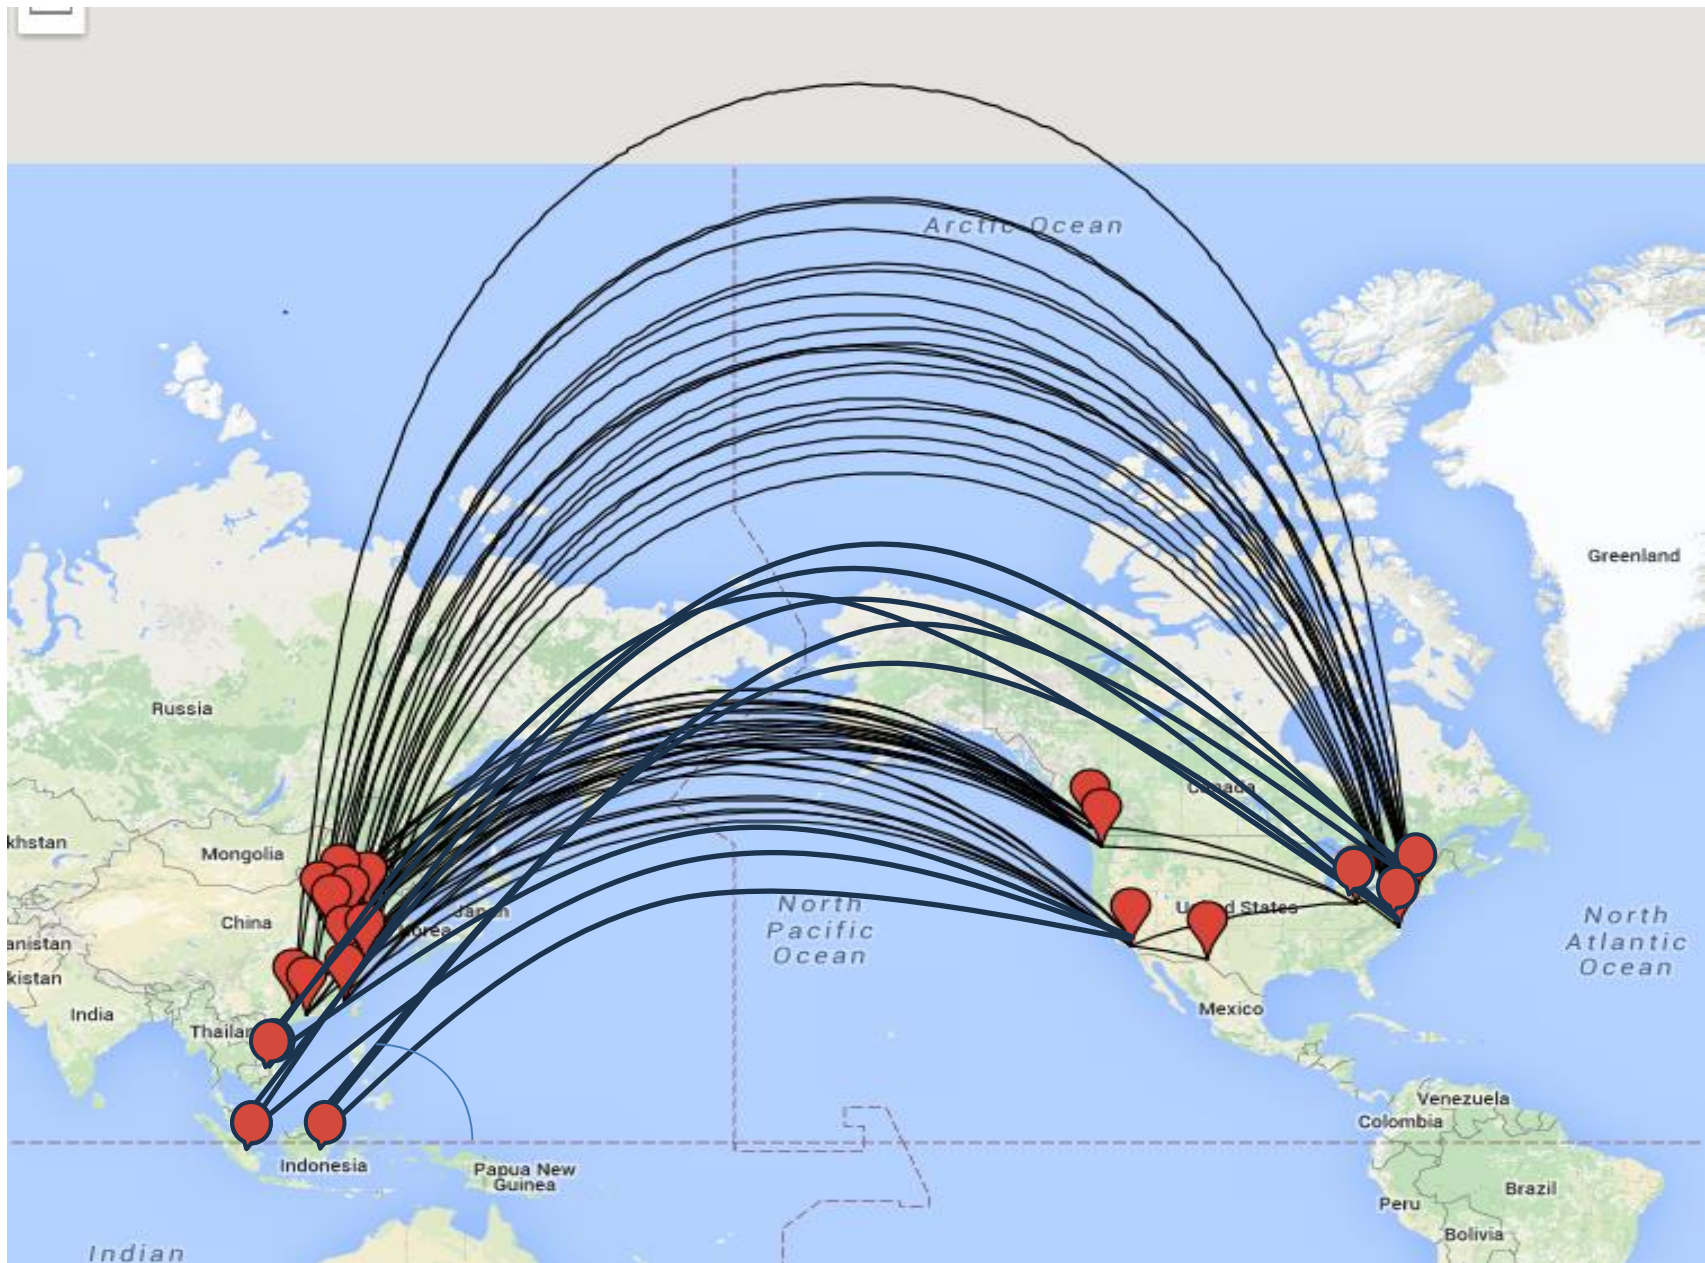 Arctic Ocean
Greenland
Russia
Canada
khstan
Mongolia
China
Japan
orea
United States
North
Pacific
Ocean
North
Atlantic
Ocean
anistan
kistan
India
Thailan
Mexico
Venezuela
Colombia
Indonesia
Papua New
Guinea
Brazil
Peru
Bolivia
Indian